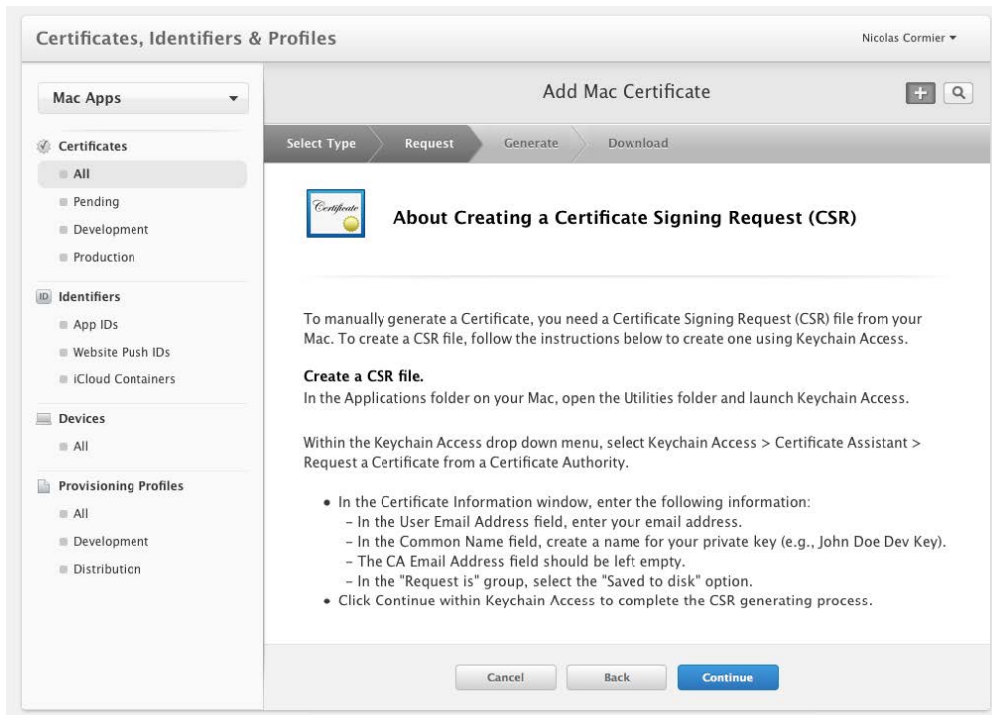 Certificates, Identifiers & Profiles
Nicolas Cormier
Mac Apps
Add Mac Certificate
Certificates
All
Pending
Development
Production
ID Identifiers
App IDs
Website Push IDs
iCloud Containers
Devices
All
Provisioning Profiles
All
Development
Distribution
Select Type
Request
Generate
Download
Certificate
About Creating a Certificate Signing Request (CSR)
To manually generate a Certificate, you need a Certificate Signing Request (CSR) file from your
Mac. To create a CSR file, follow the instructions below to create one using Keychain Access.
Create a CSR file.
In the Applications folder on your Mac, open the Utilities folder and launch Keychain Access.
Within the Keychain Access drop down menu, select Keychain Access > Certificate Assistant >
Request a Certificate from a Certificate Authority.
• In the Certificate Information window, enter the following information:
– In the User Email Address field, enter your email address.
– In the Common Name field, create a name for your private key (e.g., John Doe Dev Key).
– The CA Email Address field should be left empty.
– In the "Request is" group, select the "Saved to disk" option.
• Click Continue within Keychain Access to complete the CSR generating process.
Cancel
Back
Continue